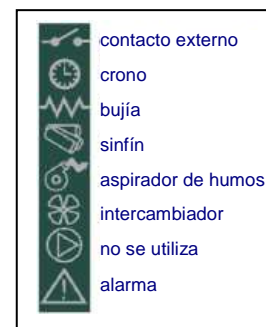 contacto externo
crono
bujía
sinfín
aspirador de humos
intercambiador
no se utiliza
alarma